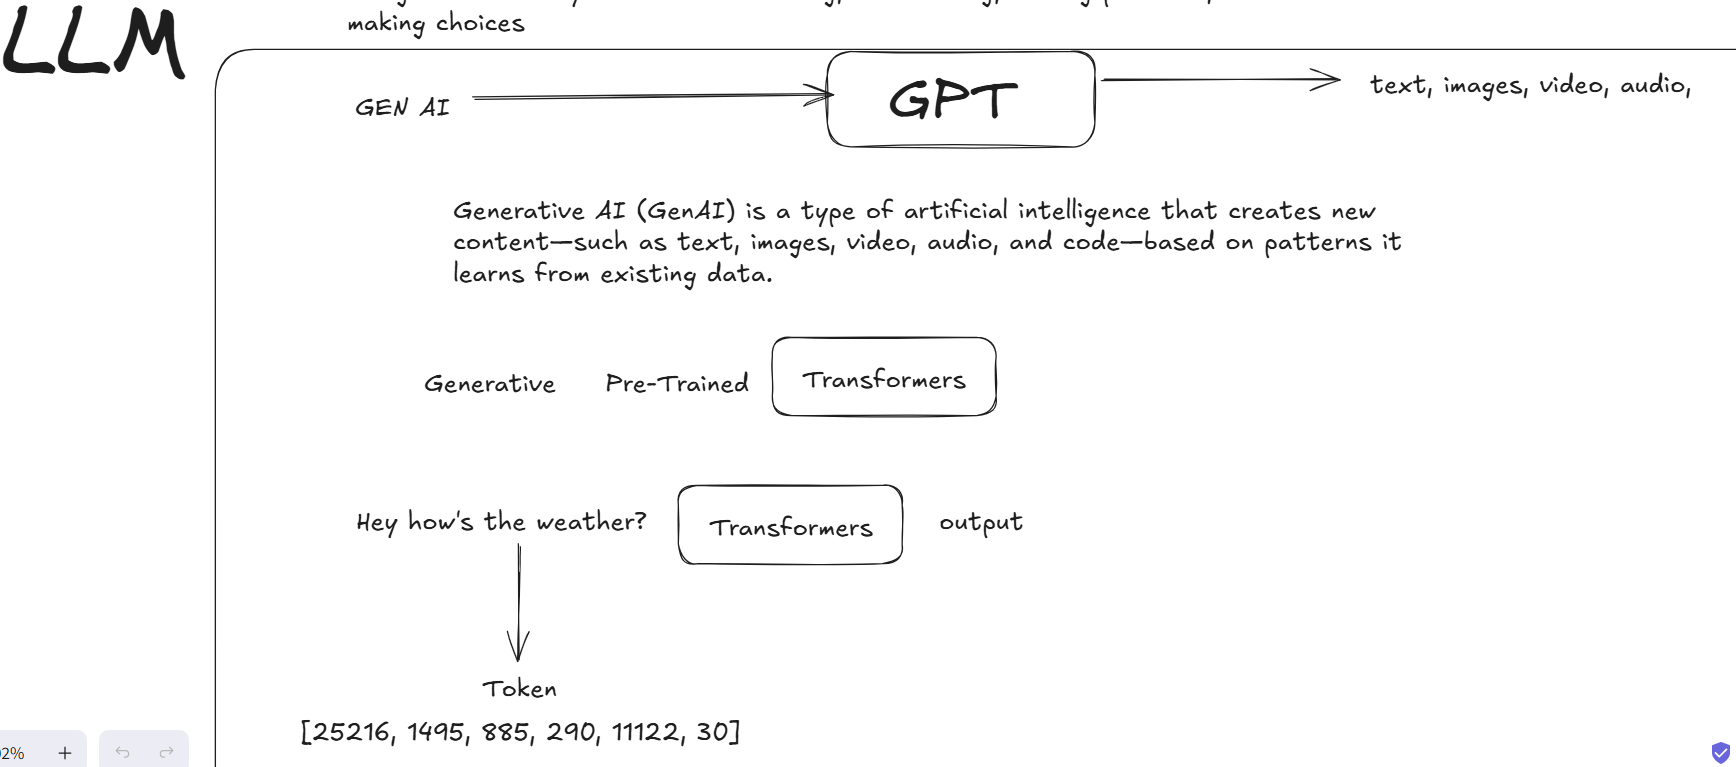 LLM
making choices
GEN AI
GPT
text, images, video, audio,
Generative AI (GenAI) is a type of artificial intelligence that creates new
content—such as text, images, video, audio, and code—based on patterns it
learns from existing data.
Generative Pre-Trained Transformers
Hey how's the weather? Transformers output
Token
[25216, 1495, 885, 290, 11122, 30]
2%